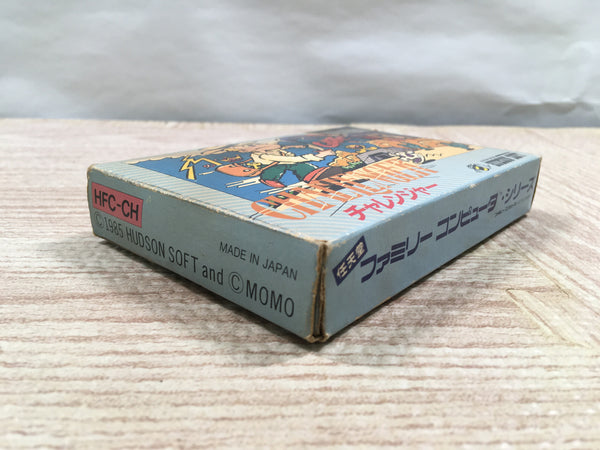 CHALLENGER
チャレンジャー
HFC-CH
©1985 HUDSON SOFT and ©MOMO
MADE IN JAPAN
任天堂 ファミリー コンピュータ・シリーズ